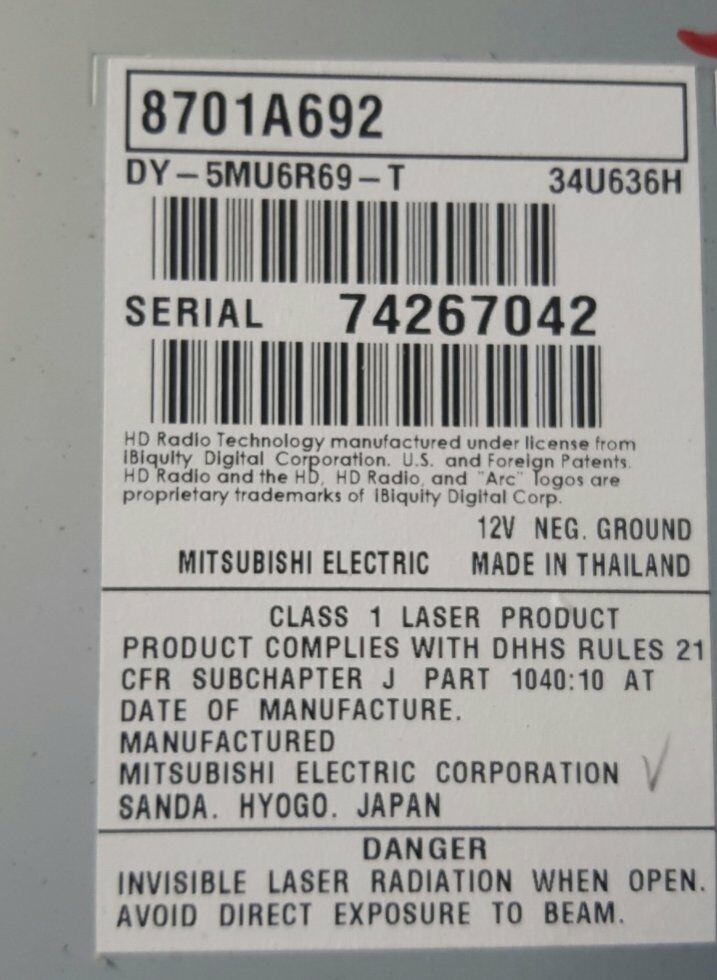 8701A692
DY-5MU6R69-T 34U636H
SERIAL 74267042
HD Radio Technology manufactured under license from
iBiquity Digital Corporation. U.S. and Foreign Patents.
HD Radio and the HD, HD Radio, and "Arc" logos are
proprietary trademarks of iBiquity Digital Corp.
12V NEG. GROUND
MITSUBISHI ELECTRIC MADE IN THAILAND
CLASS 1 LASER PRODUCT
PRODUCT COMPLIES WITH DHHS RULES 21
CFR SUBCHAPTER J PART 1040:10 AT
DATE OF MANUFACTURE.
MANUFACTURED
MITSUBISHI ELECTRIC CORPORATION
SANDA. HYOGO. JAPAN
DANGER
INVISIBLE LASER RADIATION WHEN OPEN.
AVOID DIRECT EXPOSURE TO BEAM.